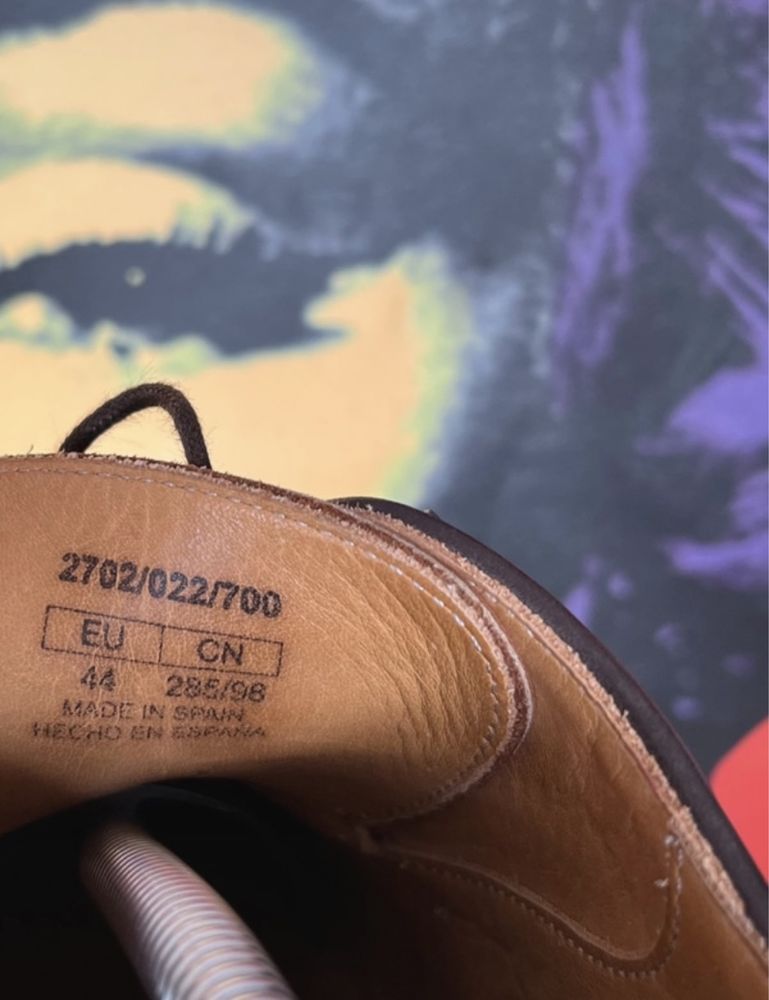 2702/022/700
EU CN
44 285/98
MADE IN SPAIN
HECHO EN ESPAÑA